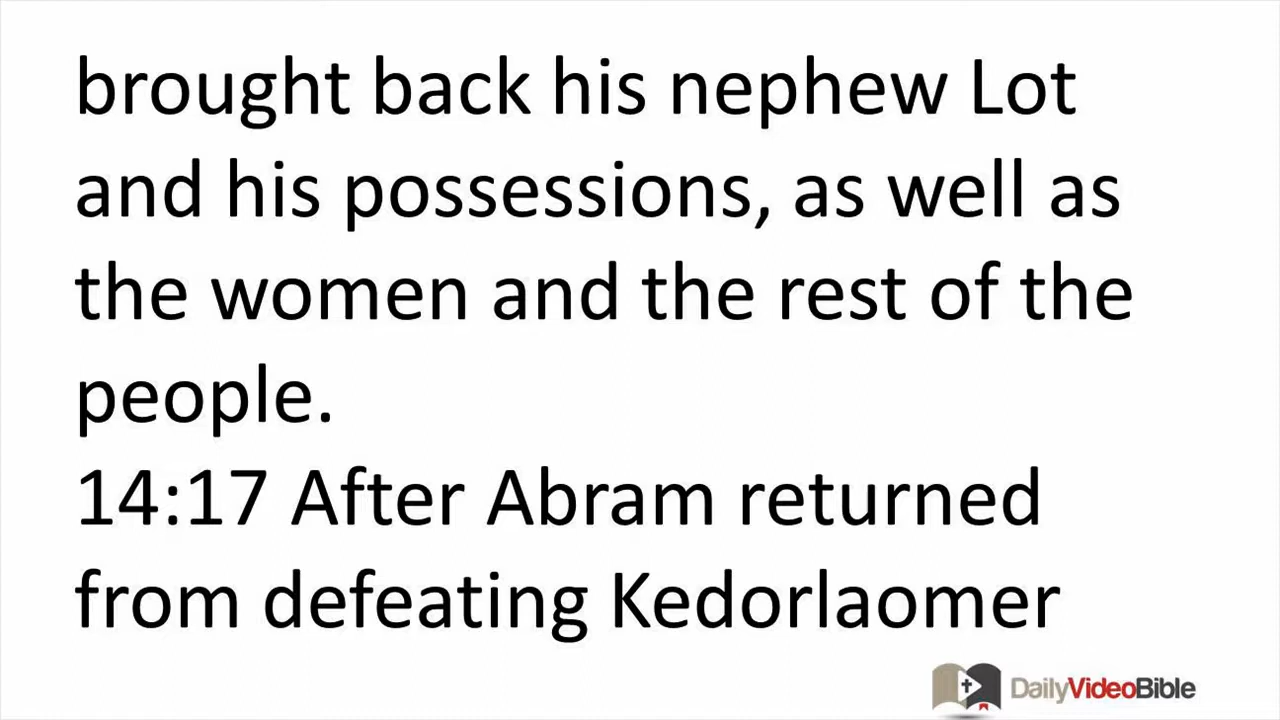 brought back his nephew Lot
and his possessions, as well as
the women and the rest of the
people.
14:17 After Abram returned
from defeating Kedorlaomer
DailyVideoBible